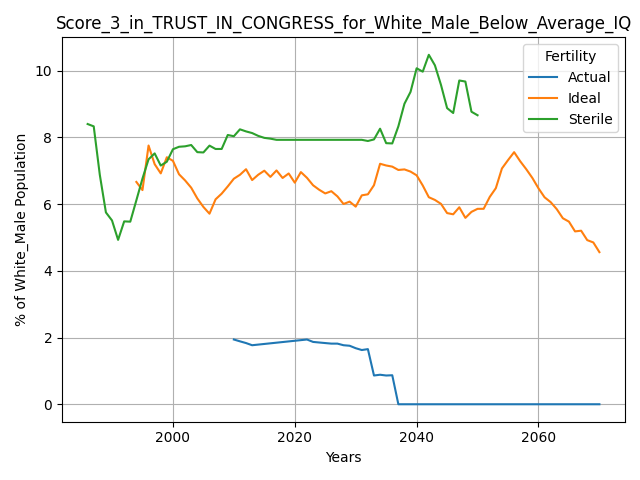 Score_3_in_TRUST_IN_CONGRESS_for_White_Male_Below_Average_IQ
Fertility
Actual
Ideal
Sterile
% of White_Male Population
10
8
6
4
2
0
2000
2020
2040
2060
Years